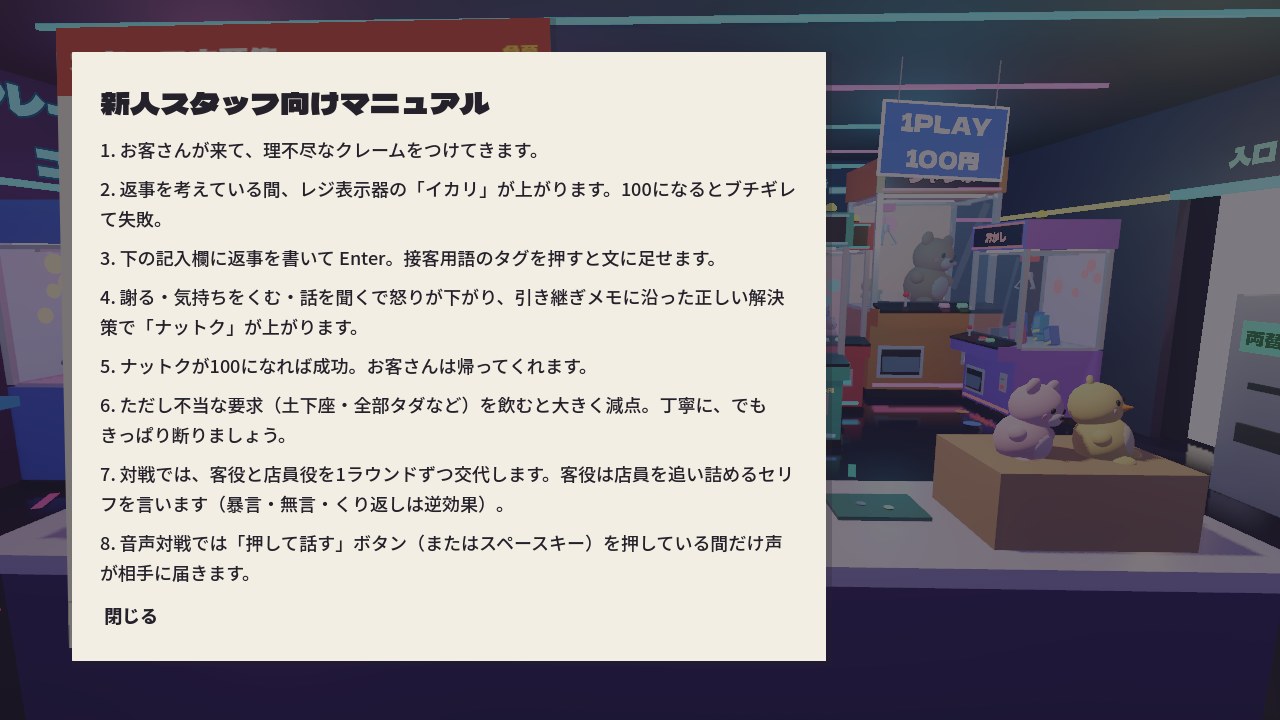 新人スタッフ向けマニュアル
1. お客さんが来て、理不尽なクレームをつけてきます。
2. 返事を考えている間、レジ表示器の「イカリ」が上がります。100になるとブチギレ
て失敗。
3. 下の記入欄に返事を書いて Enter。接客用語のタグを押すと文に足せます。
4. 謝る・気持ちをくむ・話を聞くで怒りが下がり、引き継ぎメモに沿った正しい解決
策で「ナットク」が上がります。
5. ナットクが100になれば成功。お客さんは帰ってくれます。
6. ただし不当な要求（土下座・全部タダなど）を飲むと大きく減点。丁寧に、でも
きっぱり断りましょう。
7. 対戦では、客役と店員役を1ラウンドずつ交代します。客役は店員を追い詰めるセリ
フを言います（暴言・無言・くり返しは逆効果）。
8. 音声対戦では「押して話す」ボタン（またはスペースキー）を押している間だけ声
が相手に届きます。
閉じる
1PLAY
100円
おかし
入口
両替